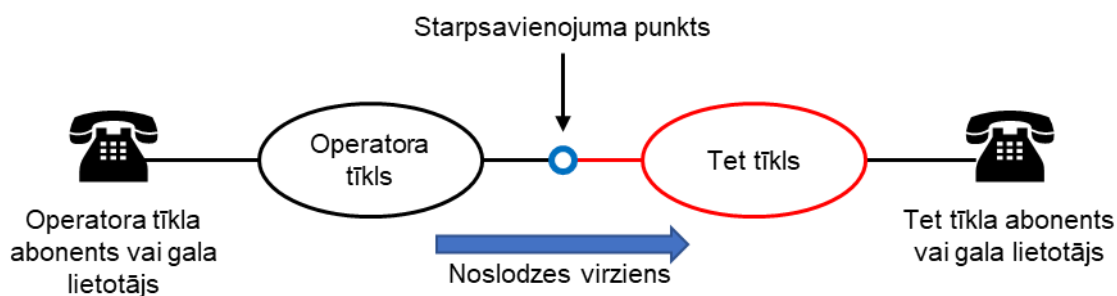 Starpsavienojuma punkts
Operatora
tīkls
Tet tīkls
Operatora tīkla
abonents vai gala
lietotājs
Tet tīkla abonents
vai gala lietotājs
Noslodzes virziens